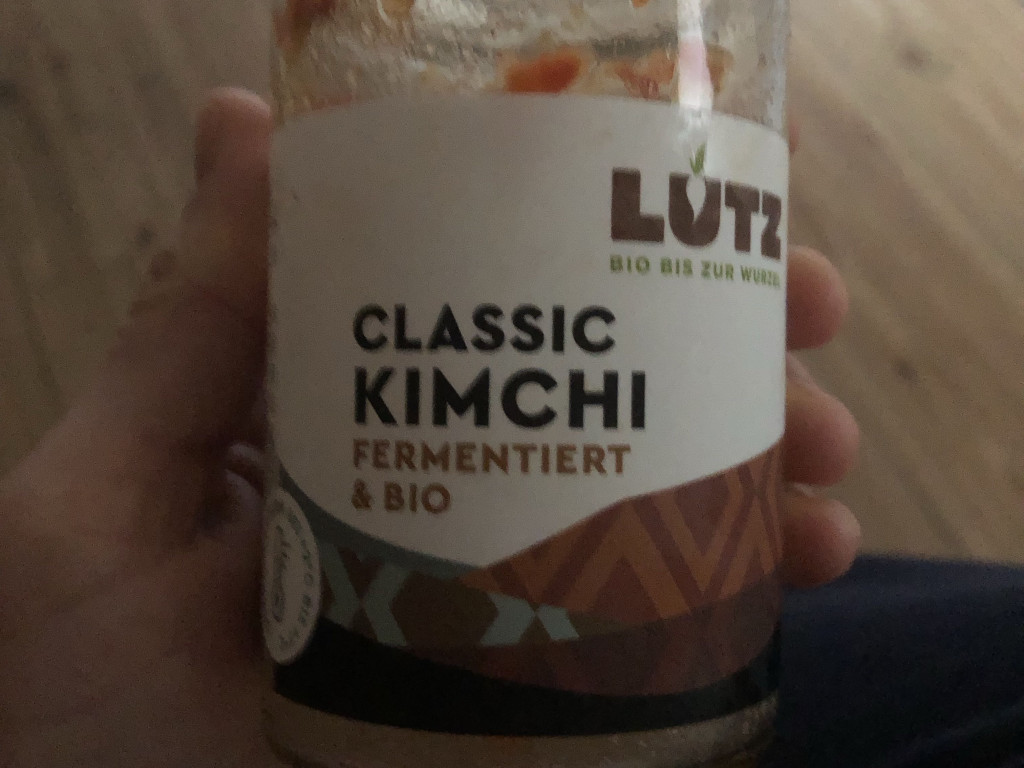 LUTZ
BIO BIS ZUR WURZEL
CLASSIC
KIMCHI
FERMENTIERT
& BIO